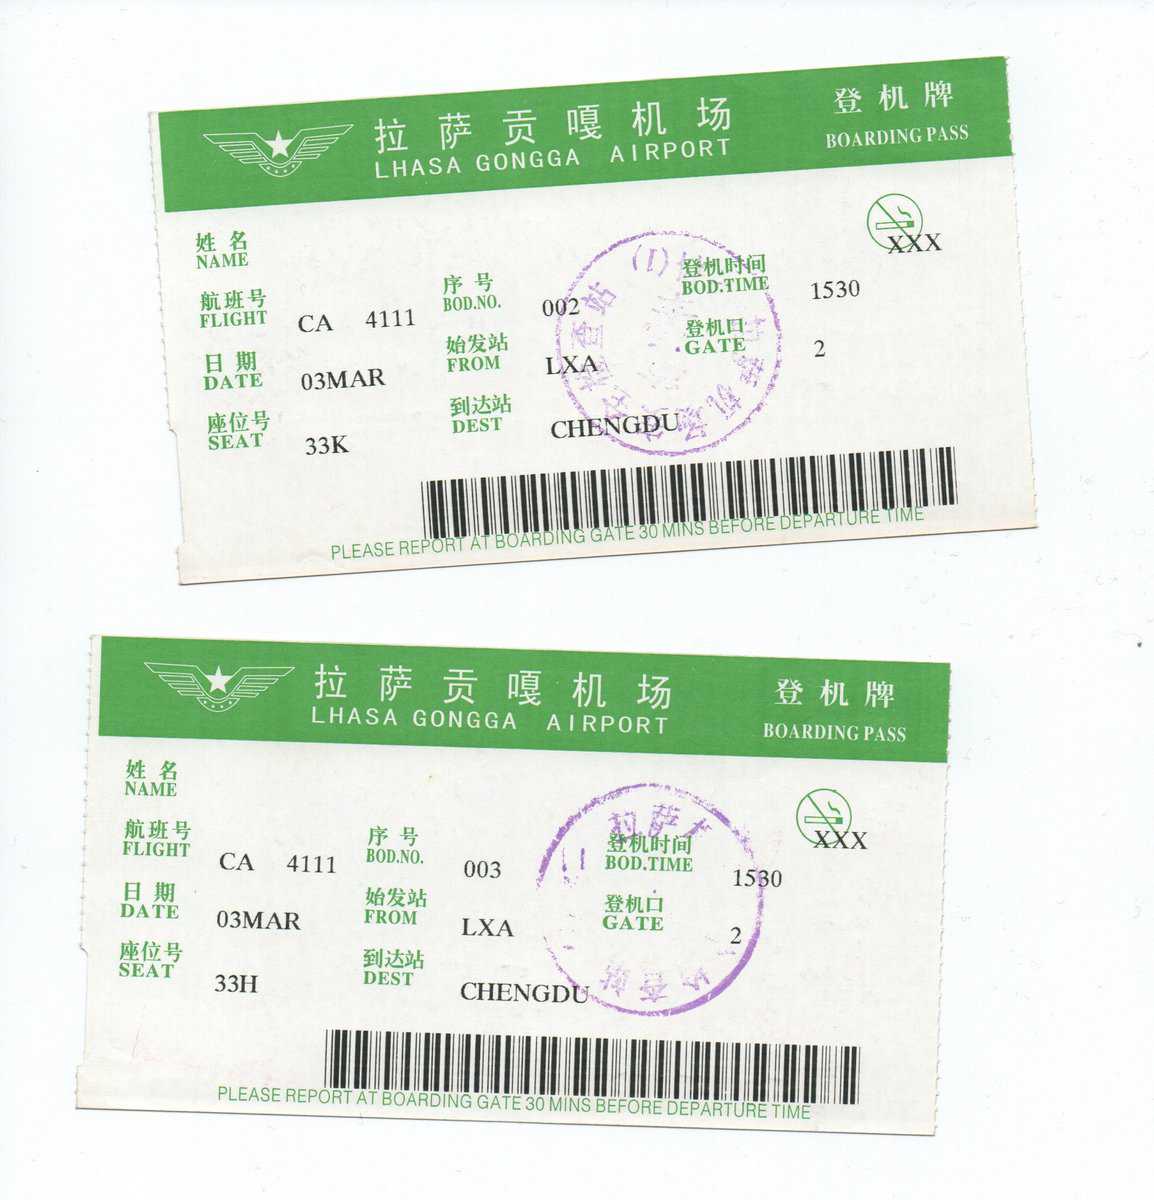 拉萨贡嘎机场
LHASA GONGGA AIRPORT
登机牌
BOARDING PASS
姓名
NAME
XXX
航班号
FLIGHT CA 4111
序号
BOD.NO. 002
登机时间
BOD.TIME 1530
日期
DATE 03MAR
始发站
FROM LXA
登机口
GATE 2
座位号
SEAT 33K
到达站
DEST CHENGDU
(1)
查站
PLEASE REPORT AT BOARDING GATE 30 MINS BEFORE DEPARTURE TIME
拉萨贡嘎机场
LHASA GONGGA AIRPORT
登机牌
BOARDING PASS
姓名
NAME
XXX
航班号
FLIGHT CA 4111
序号
BOD.NO. 003
登机时间
BOD.TIME 1530
日期
DATE 03MAR
始发站
FROM LXA
登机口
GATE 2
座位号
SEAT 33H
到达站
DEST CHENGDU
拉萨
查站
PLEASE REPORT AT BOARDING GATE 30 MINS BEFORE DEPARTURE TIME